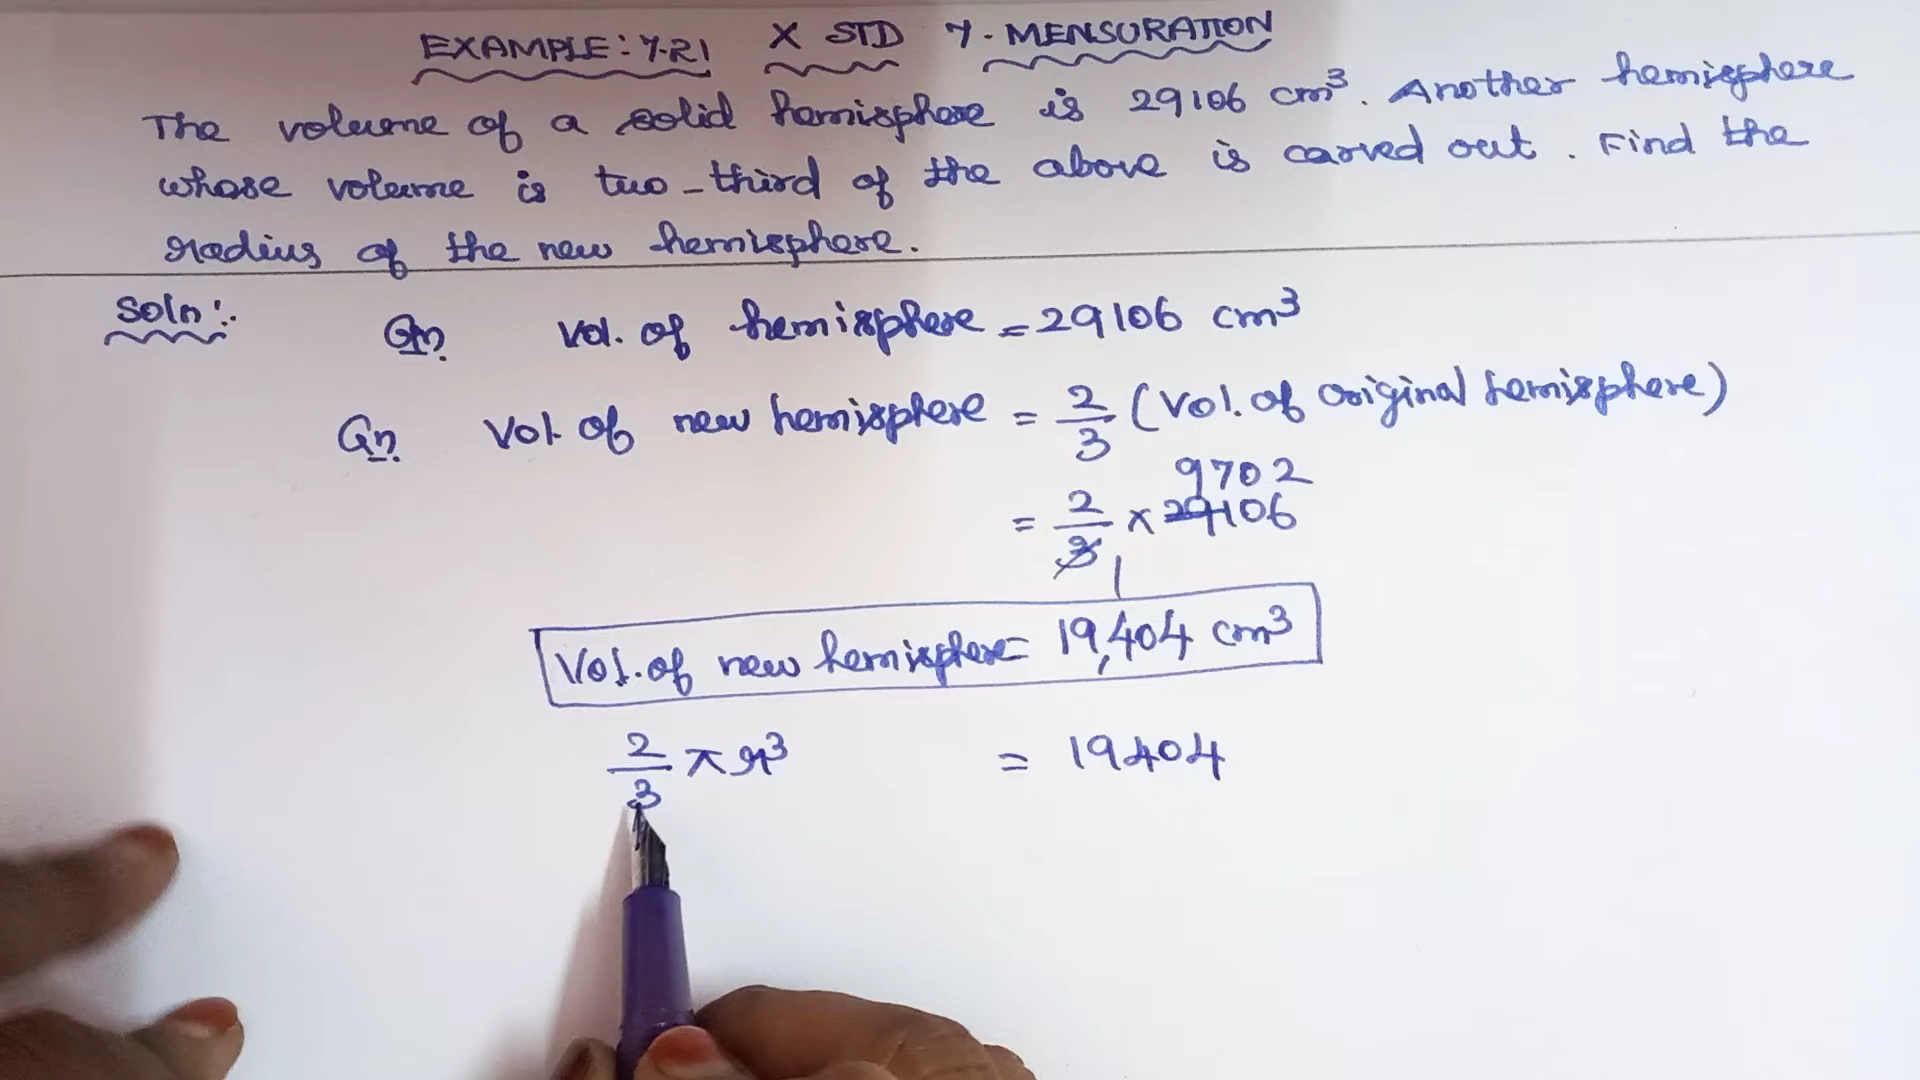 EXAMPLE: 7.21 X STD 7. MENSURATION
The volume of a solid hemisphere is 29106 cm³. Another hemisphere
whose volume is two-third of the above is carved out. Find the
radius of the new hemisphere.
Soln:
Gn. Vol. of hemisphere = 29106 cm³
Gn. Vol. of new hemisphere = 2/3 (Vol. of original hemisphere)
9702
= 2/3 × 29106
1
Vol. of new hemisphere = 19,404 cm³
2/3 π r³ = 19404